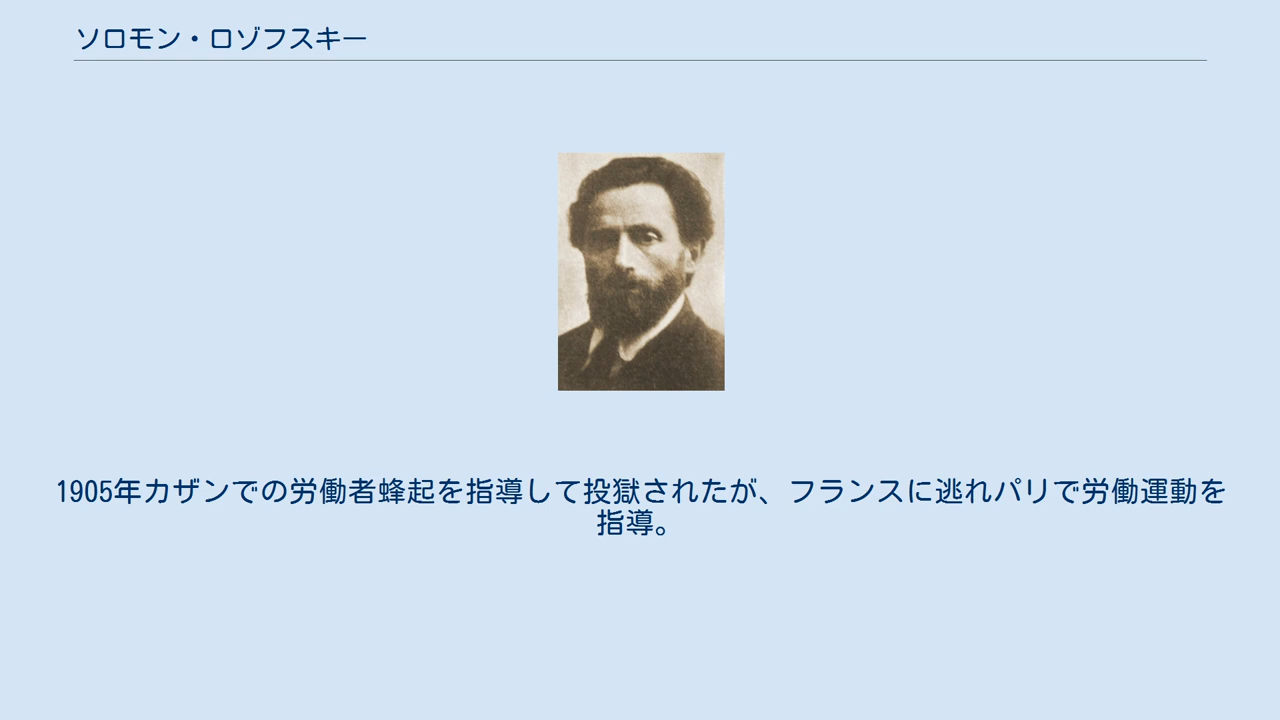 ソロモン・ロゾフスキー
1905年カザンでの労働者蜂起を指導して投獄されたが、フランスに逃れパリで労働運動を
指導。